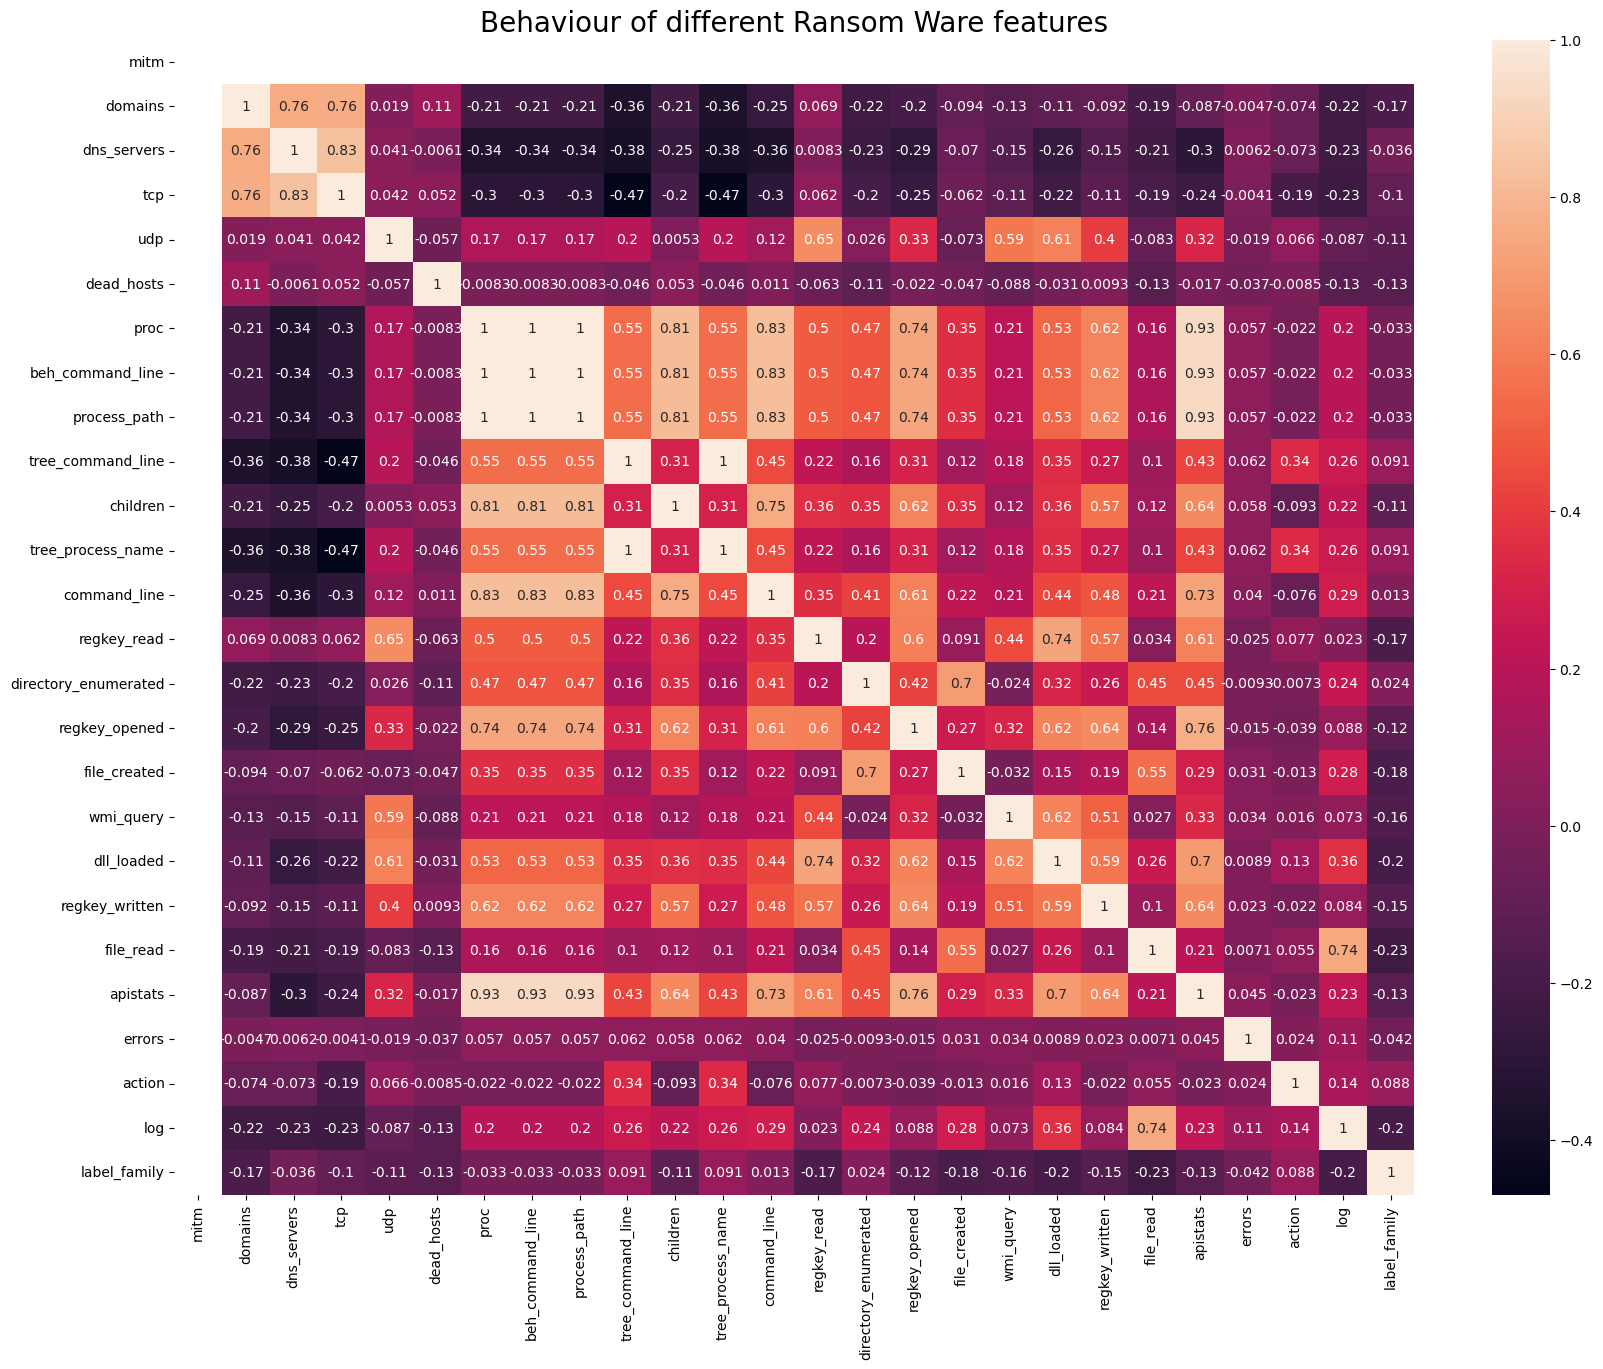 Behaviour of different Ransom Ware features
mitm
domains 1 0.76 0.76 0.019 0.11 -0.21 -0.21 -0.21 -0.36 -0.21 -0.36 -0.25 0.069 -0.22 -0.2 -0.094 -0.13 -0.11 -0.092 -0.19 -0.087 -0.0047 -0.074 -0.22 -0.17
dns_servers 0.76 1 0.83 0.041 -0.0061 -0.34 -0.34 -0.34 -0.38 -0.25 -0.38 -0.36 0.0083 -0.23 -0.29 -0.07 -0.15 -0.26 -0.15 -0.21 -0.3 0.0062 -0.073 -0.23 -0.036
tcp 0.76 0.83 1 0.042 0.052 -0.3 -0.3 -0.3 -0.47 -0.2 -0.47 -0.3 0.062 -0.2 -0.25 -0.062 -0.11 -0.22 -0.11 -0.19 -0.24 -0.0041 -0.19 -0.23 -0.1
udp 0.019 0.041 0.042 1 -0.057 0.17 0.17 0.17 0.2 0.0053 0.2 0.12 0.65 0.026 0.33 -0.073 0.59 0.61 0.4 -0.083 0.32 -0.019 0.066 -0.087 -0.11
dead_hosts 0.11 -0.0061 0.052 -0.057 1 -0.0083 -0.0083 -0.0083 -0.046 0.053 -0.046 0.011 -0.063 -0.11 -0.022 -0.047 -0.088 -0.031 0.0093 -0.13 -0.017 -0.037 -0.0085 -0.13 -0.13
proc -0.21 -0.34 -0.3 0.17 -0.0083 1 1 1 0.55 0.81 0.55 0.83 0.5 0.47 0.74 0.35 0.21 0.53 0.62 0.16 0.93 0.057 -0.022 0.2 -0.033
beh_command_line -0.21 -0.34 -0.3 0.17 -0.0083 1 1 1 0.55 0.81 0.55 0.83 0.5 0.47 0.74 0.35 0.21 0.53 0.62 0.16 0.93 0.057 -0.022 0.2 -0.033
process_path -0.21 -0.34 -0.3 0.17 -0.0083 1 1 1 0.55 0.81 0.55 0.83 0.5 0.47 0.74 0.35 0.21 0.53 0.62 0.16 0.93 0.057 -0.022 0.2 -0.033
tree_command_line -0.36 -0.38 -0.47 0.2 -0.046 0.55 0.55 0.55 1 0.31 1 0.45 0.22 0.16 0.31 0.12 0.18 0.35 0.27 0.1 0.43 0.062 0.34 0.26 0.091
children -0.21 -0.25 -0.2 0.0053 0.053 0.81 0.81 0.81 0.31 1 0.31 0.75 0.36 0.35 0.62 0.35 0.12 0.36 0.57 0.12 0.64 0.058 -0.093 0.22 -0.11
tree_process_name -0.36 -0.38 -0.47 0.2 -0.046 0.55 0.55 0.55 1 0.31 1 0.45 0.22 0.16 0.31 0.12 0.18 0.35 0.27 0.1 0.43 0.062 0.34 0.26 0.091
command_line -0.25 -0.36 -0.3 0.12 0.011 0.83 0.83 0.83 0.45 0.75 0.45 1 0.35 0.41 0.61 0.22 0.21 0.44 0.48 0.21 0.73 0.04 -0.076 0.29 0.013
regkey_read 0.069 0.0083 0.062 0.65 -0.063 0.5 0.5 0.5 0.22 0.36 0.22 0.35 1 0.2 0.6 0.091 0.44 0.74 0.57 0.034 0.61 -0.025 0.077 0.023 -0.17
directory_enumerated -0.22 -0.23 -0.2 0.026 -0.11 0.47 0.47 0.47 0.16 0.35 0.16 0.41 0.2 1 0.42 0.7 -0.024 0.32 0.26 0.45 0.45 -0.0093 -0.0073 0.24 0.024
regkey_opened -0.2 -0.29 -0.25 0.33 -0.022 0.74 0.74 0.74 0.31 0.62 0.31 0.61 0.6 0.42 1 0.27 0.32 0.62 0.64 0.14 0.76 -0.015 -0.039 0.088 -0.12
file_created -0.094 -0.07 -0.062 -0.073 -0.047 0.35 0.35 0.35 0.12 0.35 0.12 0.22 0.091 0.7 0.27 1 -0.032 0.15 0.19 0.55 0.29 0.031 -0.013 0.28 -0.18
wmi_query -0.13 -0.15 -0.11 0.59 -0.088 0.21 0.21 0.21 0.18 0.12 0.18 0.21 0.44 -0.024 0.32 -0.032 1 0.62 0.51 0.027 0.33 0.034 0.016 0.073 -0.16
dll_loaded -0.11 -0.26 -0.22 0.61 -0.031 0.53 0.53 0.53 0.35 0.36 0.35 0.44 0.74 0.32 0.62 0.15 0.62 1 0.59 0.26 0.7 0.0089 0.13 0.36 -0.2
regkey_written -0.092 -0.15 -0.11 0.4 0.0093 0.62 0.62 0.62 0.27 0.57 0.27 0.48 0.57 0.26 0.64 0.19 0.51 0.59 1 0.1 0.64 0.023 -0.022 0.084 -0.15
file_read -0.19 -0.21 -0.19 -0.083 -0.13 0.16 0.16 0.16 0.1 0.12 0.1 0.21 0.034 0.45 0.14 0.55 0.027 0.26 0.1 1 0.21 0.0071 0.055 0.74 -0.23
apistats -0.087 -0.3 -0.24 0.32 -0.017 0.93 0.93 0.93 0.43 0.64 0.43 0.73 0.61 0.45 0.76 0.29 0.33 0.7 0.64 0.21 1 0.045 -0.023 0.23 -0.13
errors -0.0047 0.0062 -0.0041 -0.019 -0.037 0.057 0.057 0.057 0.062 0.058 0.062 0.04 -0.025 -0.0093 -0.015 0.031 0.034 0.0089 0.023 0.0071 0.045 1 0.024 0.11 -0.042
action -0.074 -0.073 -0.19 0.066 -0.0085 -0.022 -0.022 -0.022 0.34 -0.093 0.34 -0.076 0.077 -0.0073 -0.039 -0.013 0.016 0.13 -0.022 0.055 -0.023 0.024 1 0.14 0.088
log -0.22 -0.23 -0.23 -0.087 -0.13 0.2 0.2 0.2 0.26 0.22 0.26 0.29 0.023 0.24 0.088 0.28 0.073 0.36 0.084 0.74 0.23 0.11 0.14 1 -0.2
label_family -0.17 -0.036 -0.1 -0.11 -0.13 -0.033 -0.033 -0.033 0.091 -0.11 0.091 0.013 -0.17 0.024 -0.12 -0.18 -0.16 -0.2 -0.15 -0.23 -0.13 -0.042 0.088 -0.2 1
mitm domains dns_servers tcp udp dead_hosts proc beh_command_line process_path tree_command_line children tree_process_name command_line regkey_read directory_enumerated regkey_opened file_created wmi_query dll_loaded regkey_written file_read apistats errors action log label_family
1.0
0.8
0.6
0.4
0.2
0.0
−0.2
−0.4